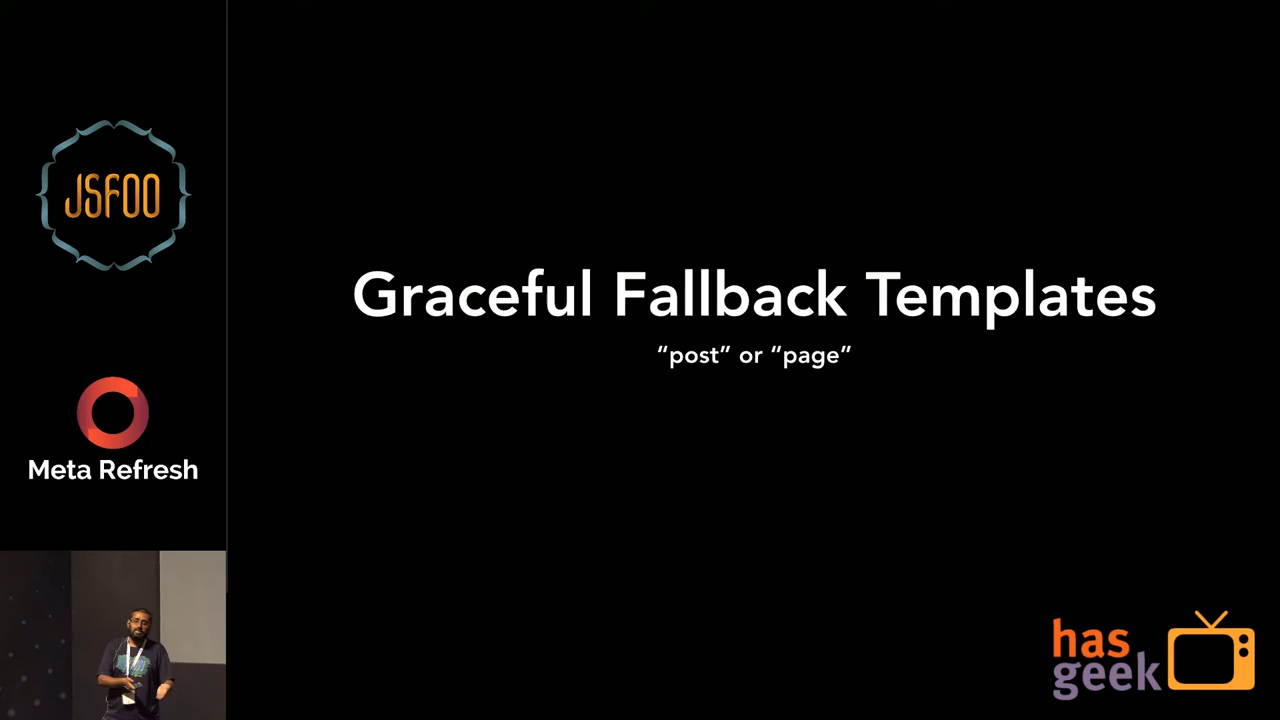 JSFOO
Meta Refresh
Graceful Fallback Templates
“post” or “page”
has
geek